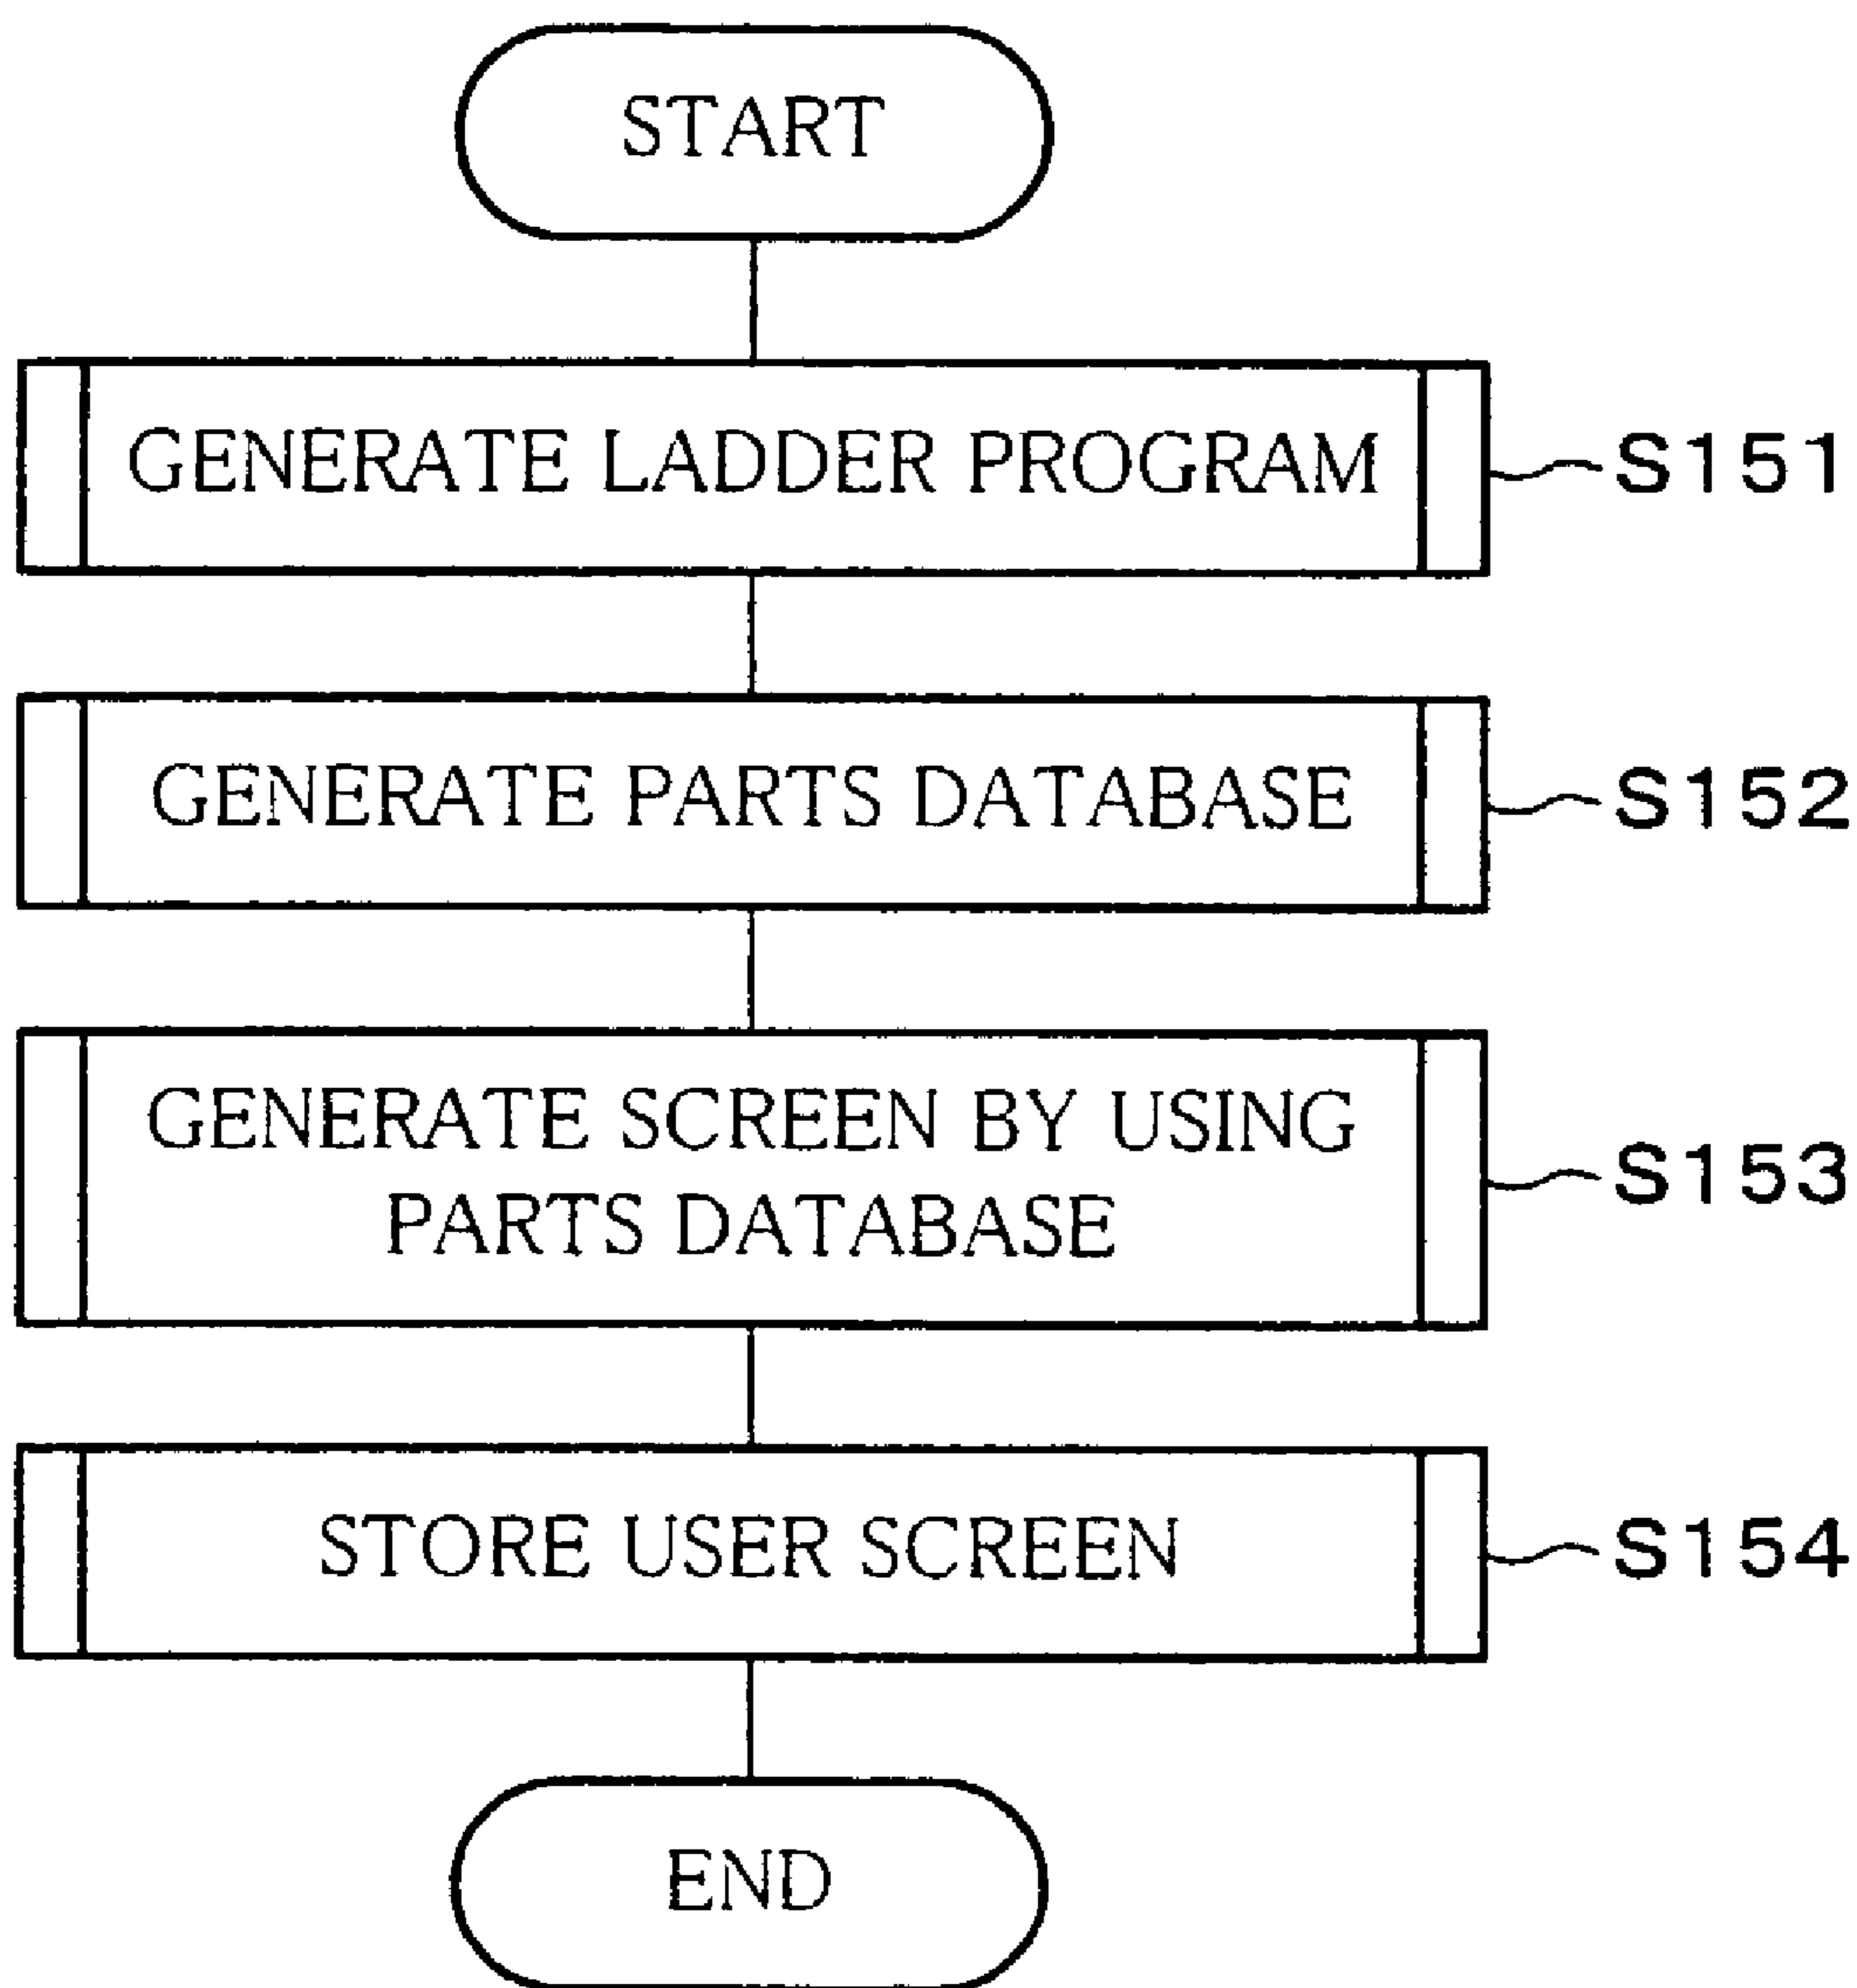 START
GENERATE LADDER PROGRAM
S151
GENERATE PARTS DATABASE
S152
GENERATE SCREEN BY USING
PARTS DATABASE
S153
STORE USER SCREEN
S154
END